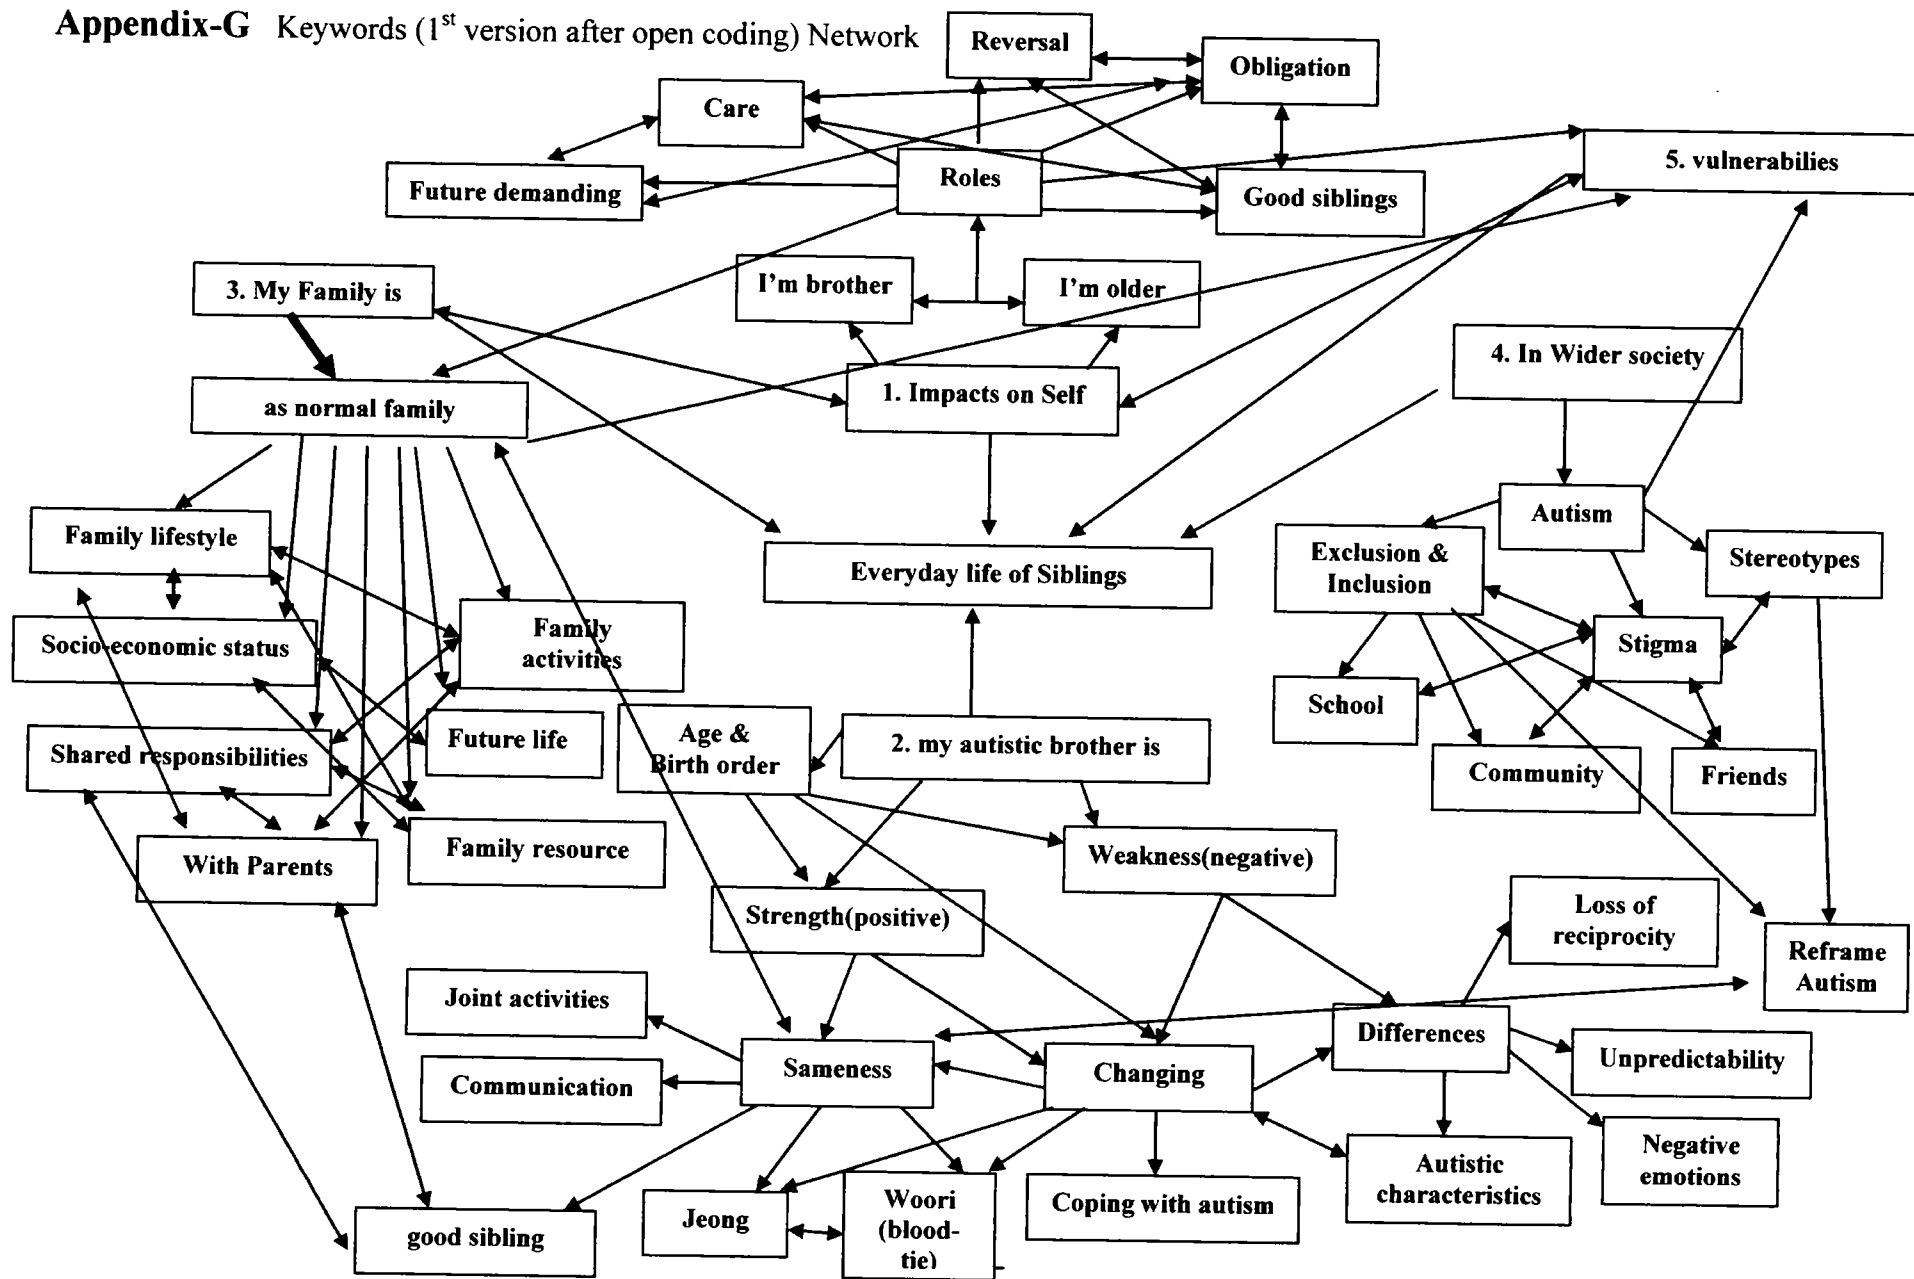 Appendix-G Keywords (1st version after open coding) Network
Reversal
Obligation
Care
5. vulnerabilies
Roles
Future demanding
Good siblings
3. My Family is
I'm brother
I'm older
4. In Wider society
1. Impacts on Self
as normal family
Autism
Family lifestyle
Exclusion &
Inclusion
Stereotypes
Everyday life of Siblings
Family
activities
Socio-economic status
Stigma
School
Age &
Birth order
2. my autistic brother is
Future life
Shared responsibilities
Community
Friends
With Parents
Family resource
Weakness(negative)
Strength(positive)
Loss of
reciprocity
Reframe
Autism
Joint activities
Differences
Sameness
Changing
Unpredictability
Communication
Negative
emotions
Autistic
characteristics
Coping with autism
Woori
(blood-
tie)
Jeong
good sibling